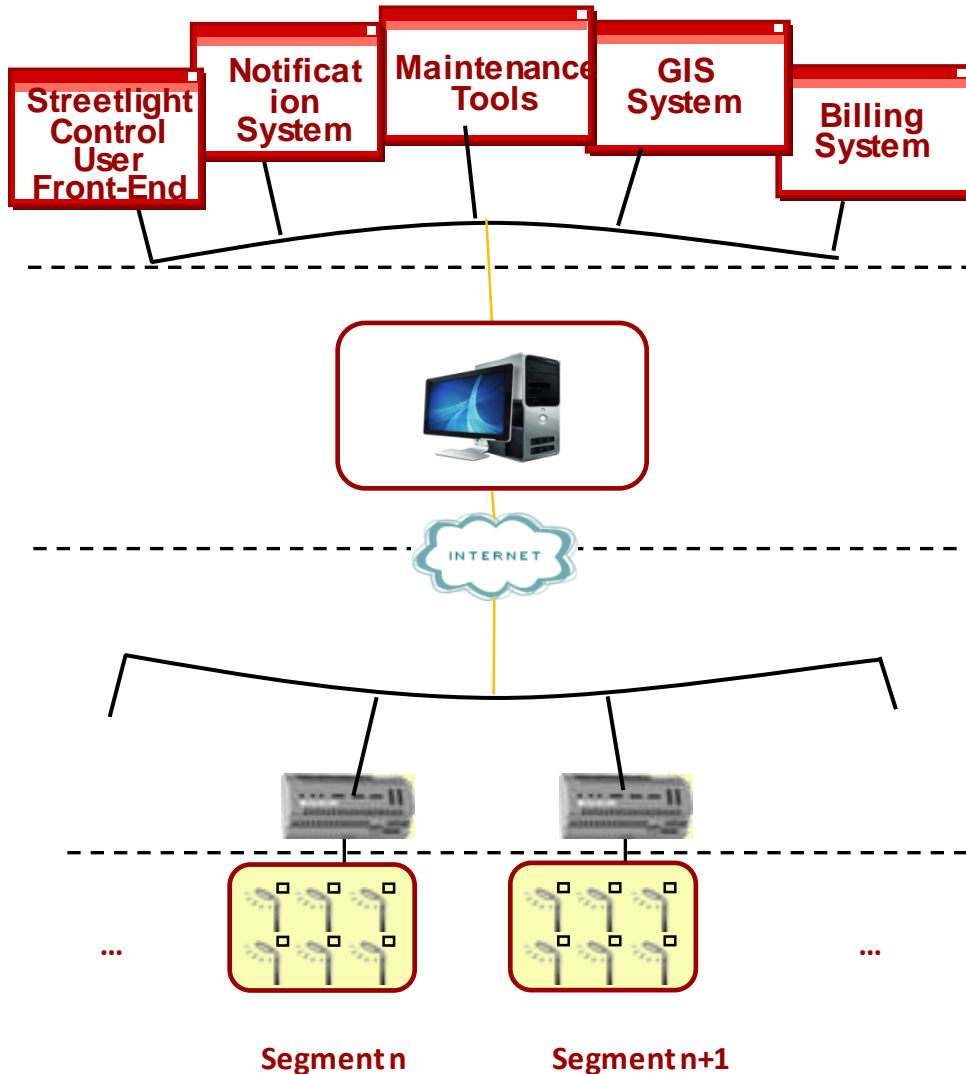 Streetlight
Control
User
Front-End
Notificat
ion
System
Maintenance
Tools
GIS
System
Billing
System
INTERNET
...
...
Segment n
Segment n+1